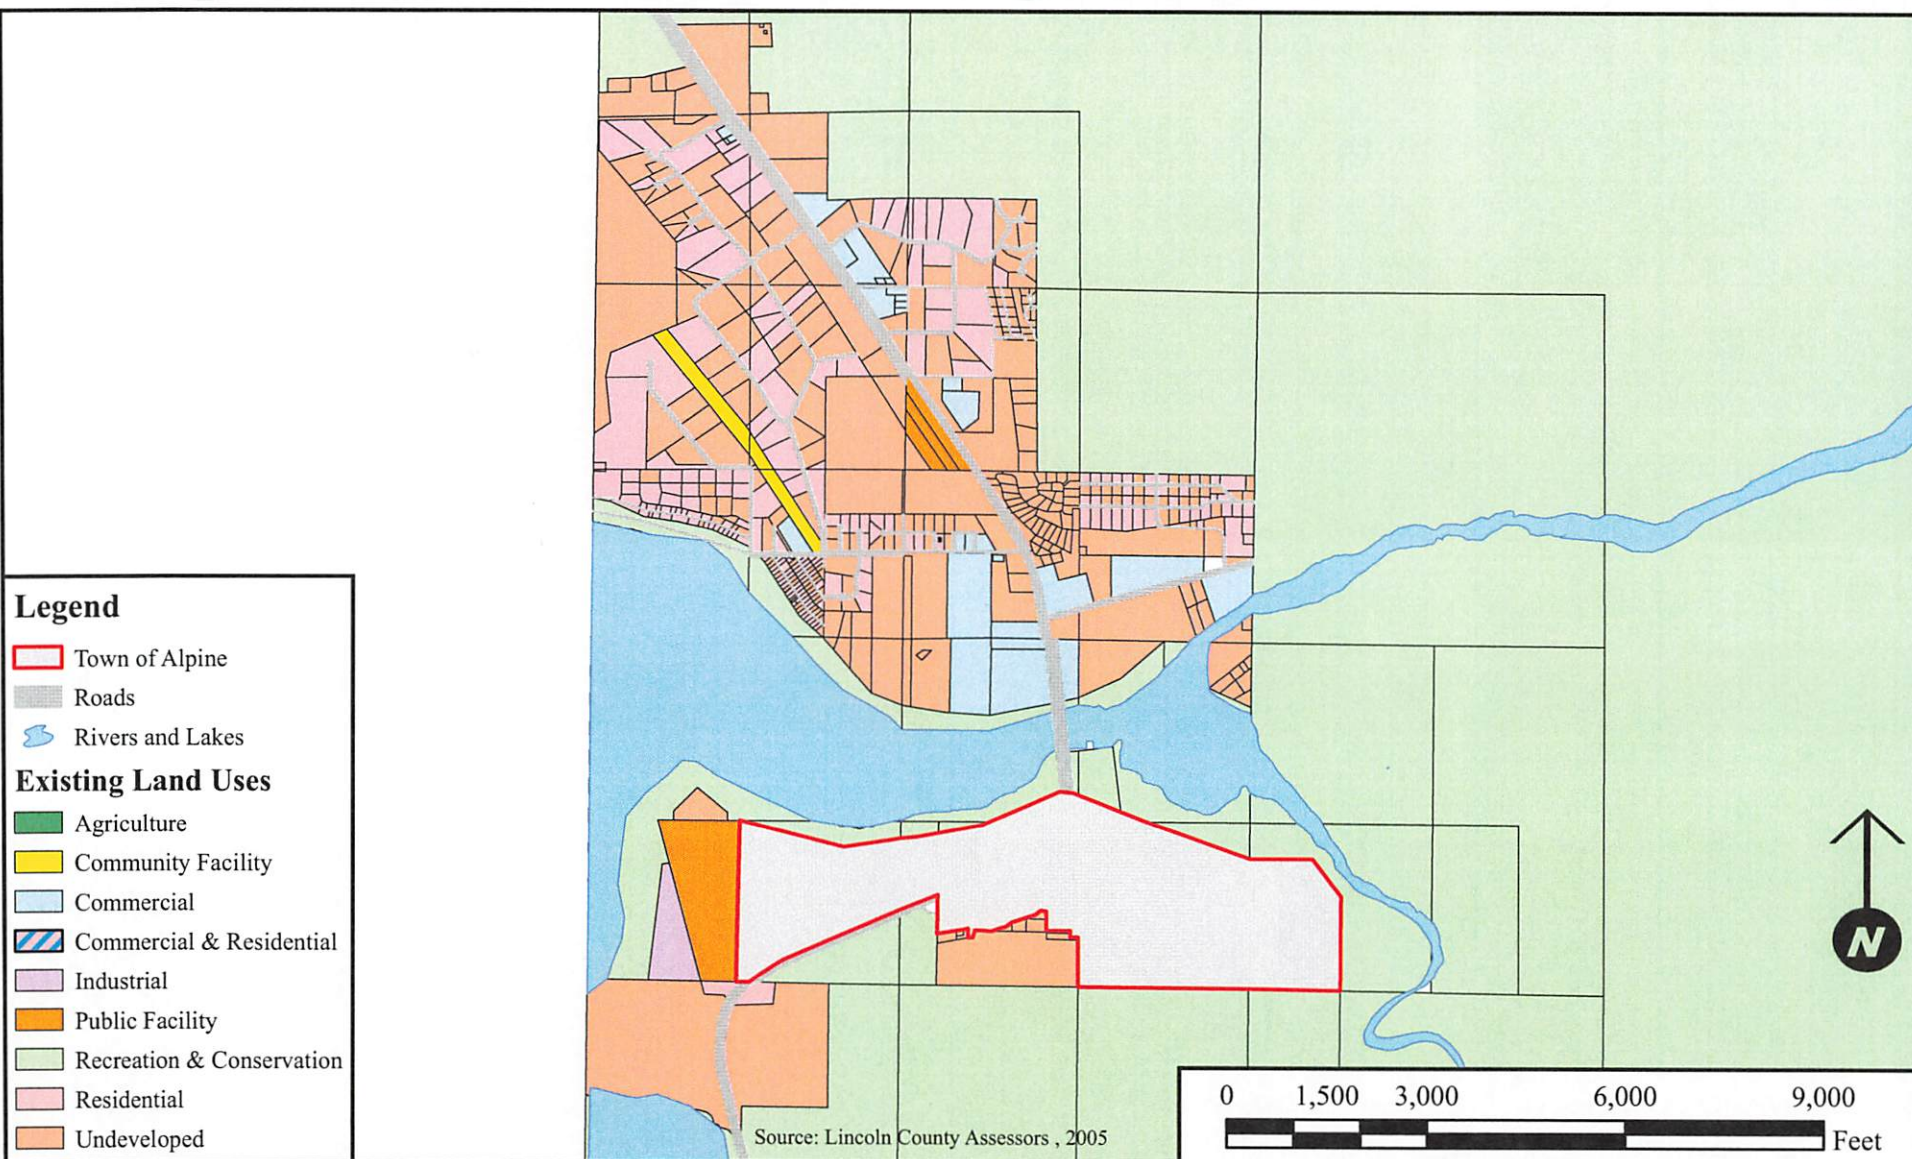 Legend
Town of Alpine
Roads
Rivers and Lakes
Existing Land Uses
Agriculture
Community Facility
Commercial
Commercial & Residential
Industrial
Public Facility
Recreation & Conservation
Residential
Undeveloped
Source: Lincoln County Assessors , 2005
N
0 1,500 3,000 6,000 9,000
Feet